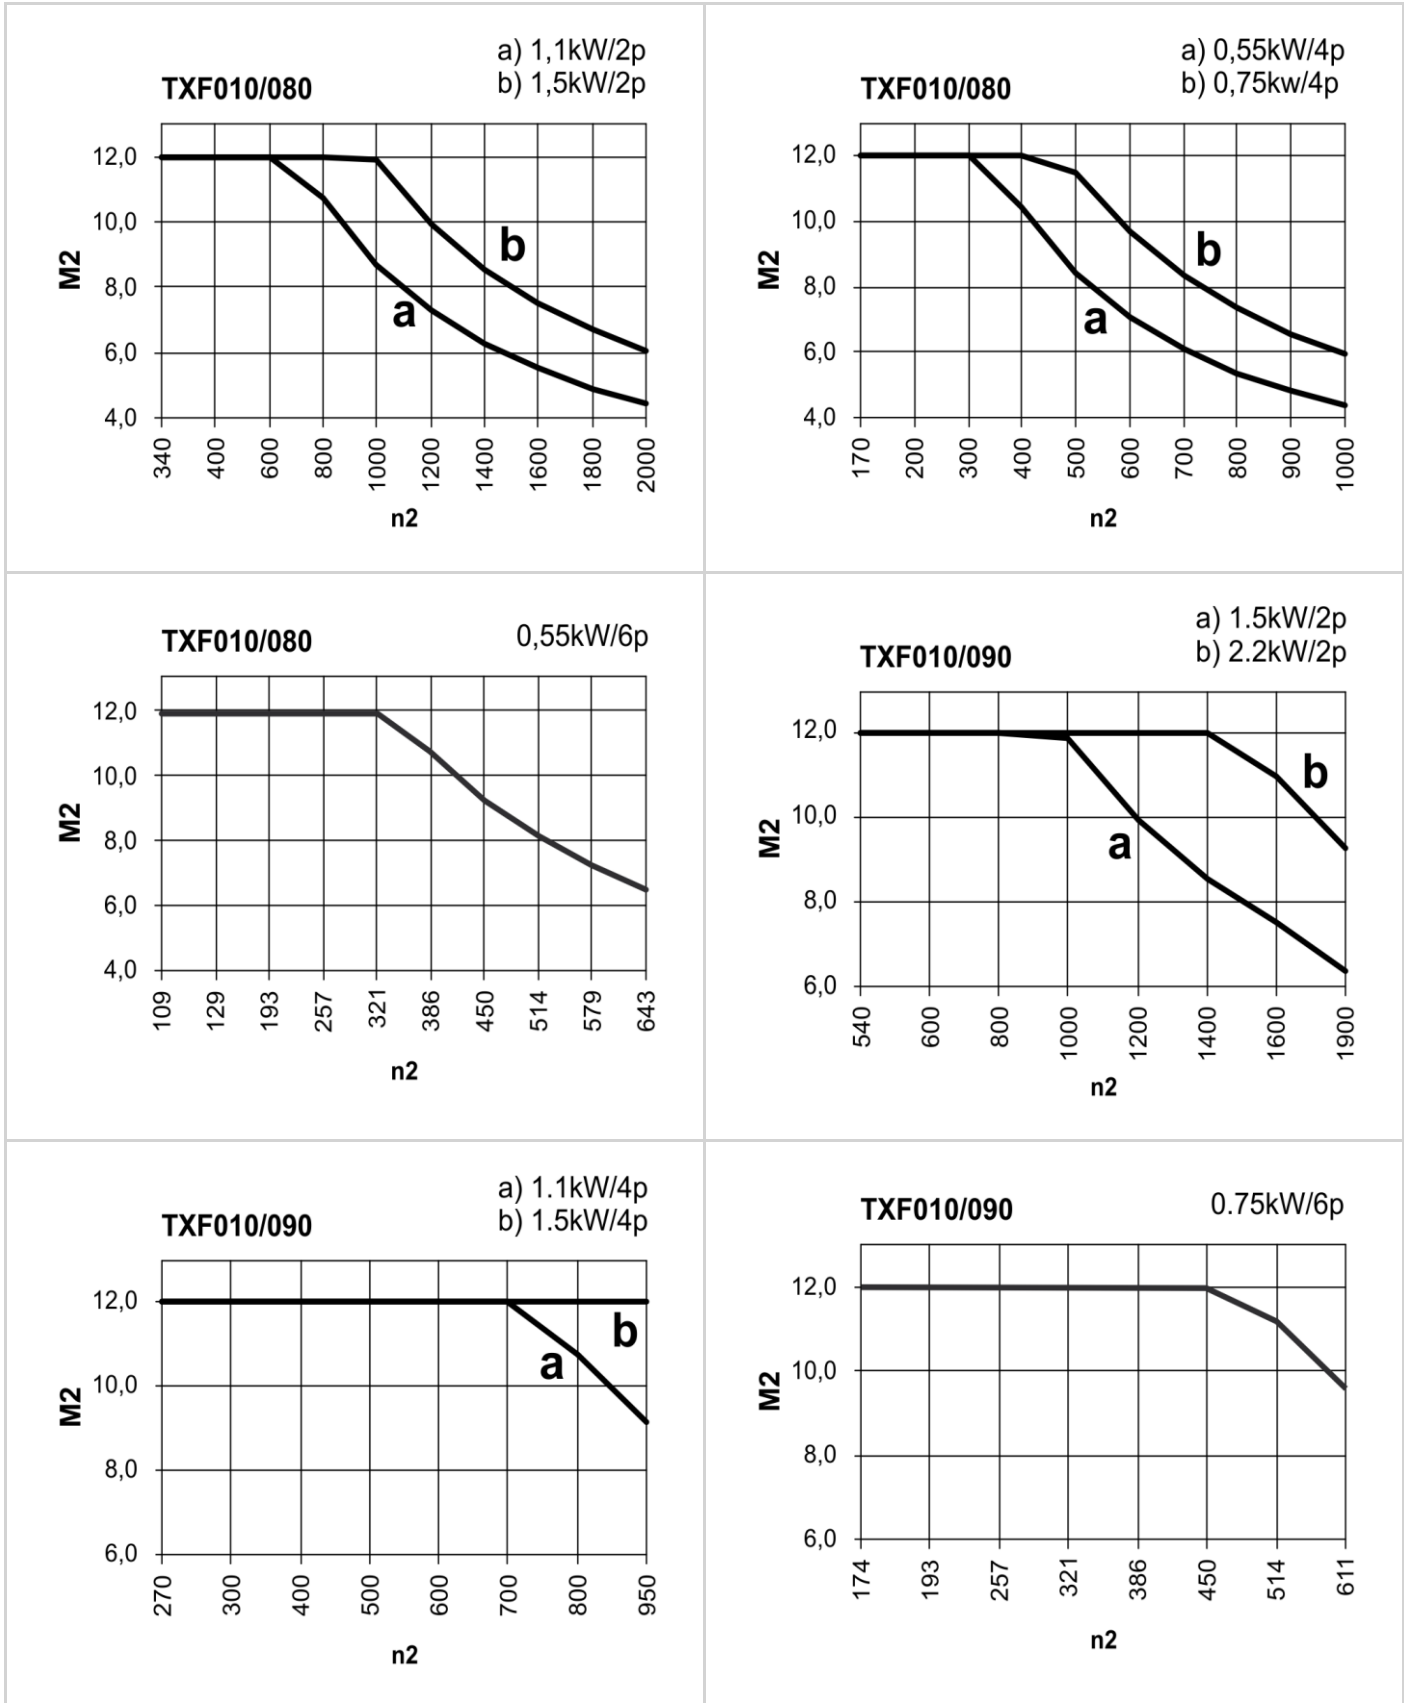 a) 1,1kW/2p
TXF010/080
b) 1,5kW/2p
12,0
10,0
8,0
6,0
4,0
M2
b
a
340 400 600 800 1000 1200 1400 1600 1800 2000
n2
a) 0,55kW/4p
TXF010/080
b) 0,75kw/4p
12,0
10,0
8,0
6,0
4,0
M2
b
a
170 200 300 400 500 600 700 800 900 1000
n2
TXF010/080
0,55kW/6p
12,0
10,0
8,0
6,0
4,0
M2
109 129 193 257 321 386 450 514 579 643
n2
a) 1.5kW/2p
TXF010/090
b) 2.2kW/2p
12,0
10,0
8,0
6,0
M2
b
a
540 600 800 1000 1200 1400 1600 1900
n2
a) 1.1kW/4p
TXF010/090
b) 1.5kW/4p
12,0
10,0
8,0
6,0
M2
b
a
270 300 400 500 600 700 800 950
n2
TXF010/090
0.75kW/6p
12,0
10,0
8,0
6,0
M2
174 193 257 321 386 450 514 611
n2